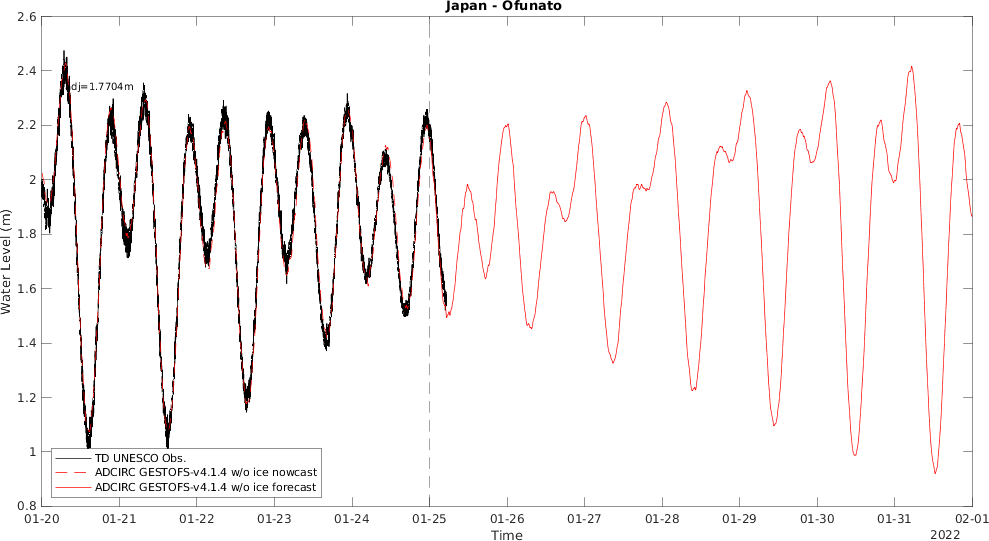 Japan - Ofunato
2.6
2.4
2.2
2
1.8
1.6
1.4
1.2
1
0.8
Water Level (m)
dj=1.7704m
TD UNESCO Obs.
ADCIRC GESTOFS-v4.1.4 w/o ice nowcast
ADCIRC GESTOFS-v4.1.4 w/o ice forecast
01-20 01-21 01-22 01-23 01-24 01-25 01-26 01-27 01-28 01-29 01-30 01-31 02-01
Time
2022